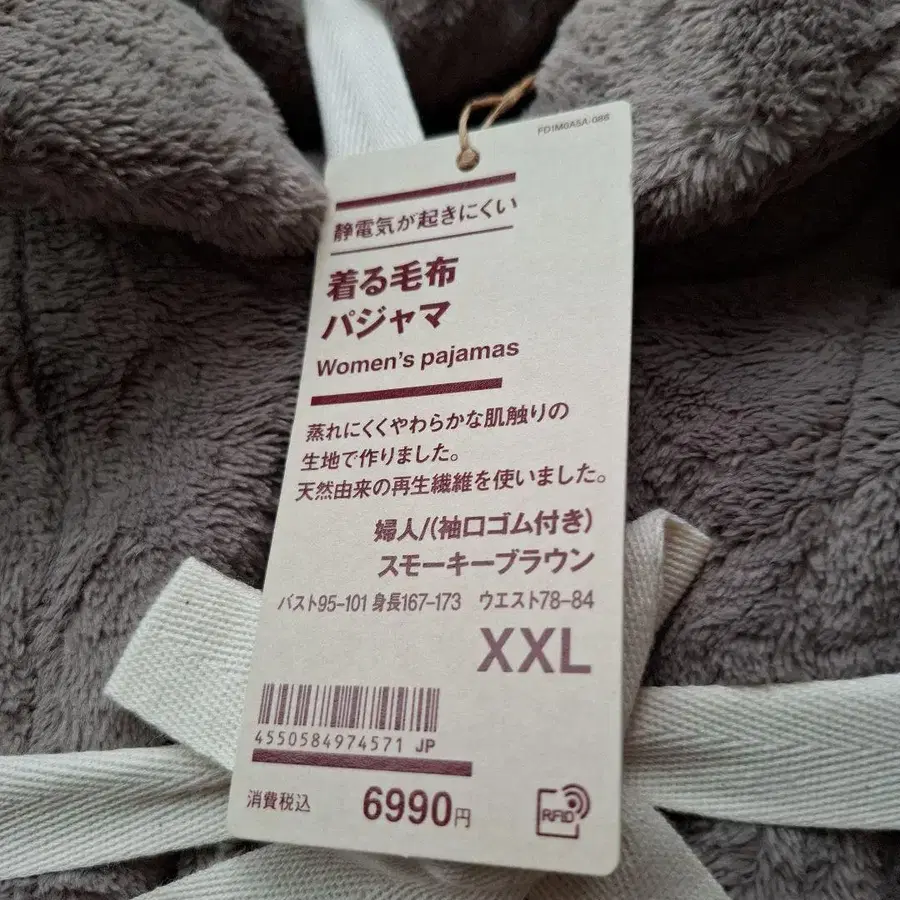 FD1M0A5A-086
静電気が起きにくい
着る毛布
パジャマ
Women's pajamas
蒸れにくくやわらかな肌触りの
生地で作りました。
天然由来の再生繊維を使いました。
婦人/(袖口ゴム付き)
スモーキーブラウン
バスト95-101 身長167-173 ウエスト78-84
XXL
4550584974571 JP
消費税込 6990円
RFID